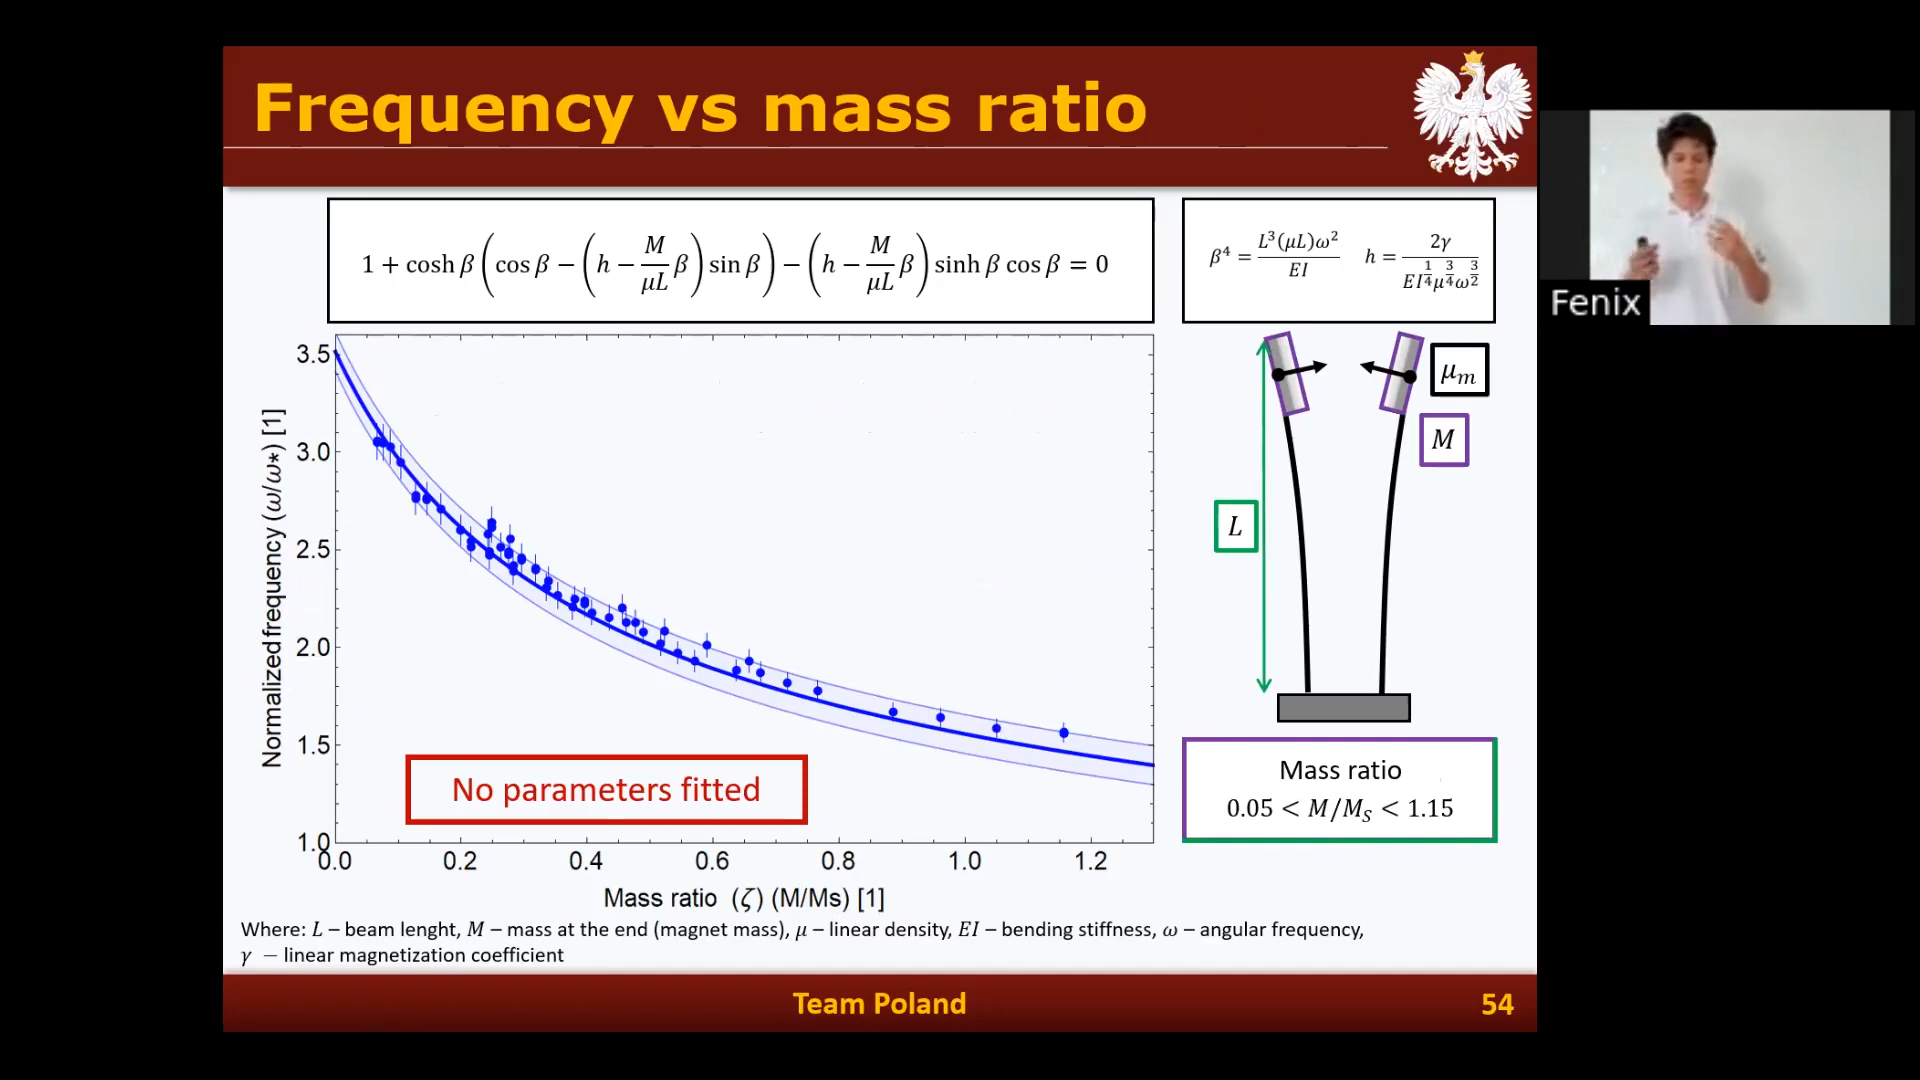 Frequency vs mass ratio
1 + cosh β (cos β − (h − M/μL β) sin β) − (h − M/μL β) sinh β cos β = 0
β⁴ = L³(μL)ω²/EI h = 2γ/EI^{1/4}μ^{3/4}ω^{3/2}
Fenix
3.5
3.0
2.5
2.0
1.5
1.0
Normalized frequency (ω/ω*) [1]
No parameters fitted
0.0 0.2 0.4 0.6 0.8 1.0 1.2
Mass ratio (ζ) (M/Ms) [1]
μₘ
M
L
Mass ratio
0.05 < M/M_S < 1.15
Where: L – beam lenght, M – mass at the end (magnet mass), μ – linear density, EI – bending stiffness, ω – angular frequency,
γ − linear magnetization coefficient
Team Poland
54